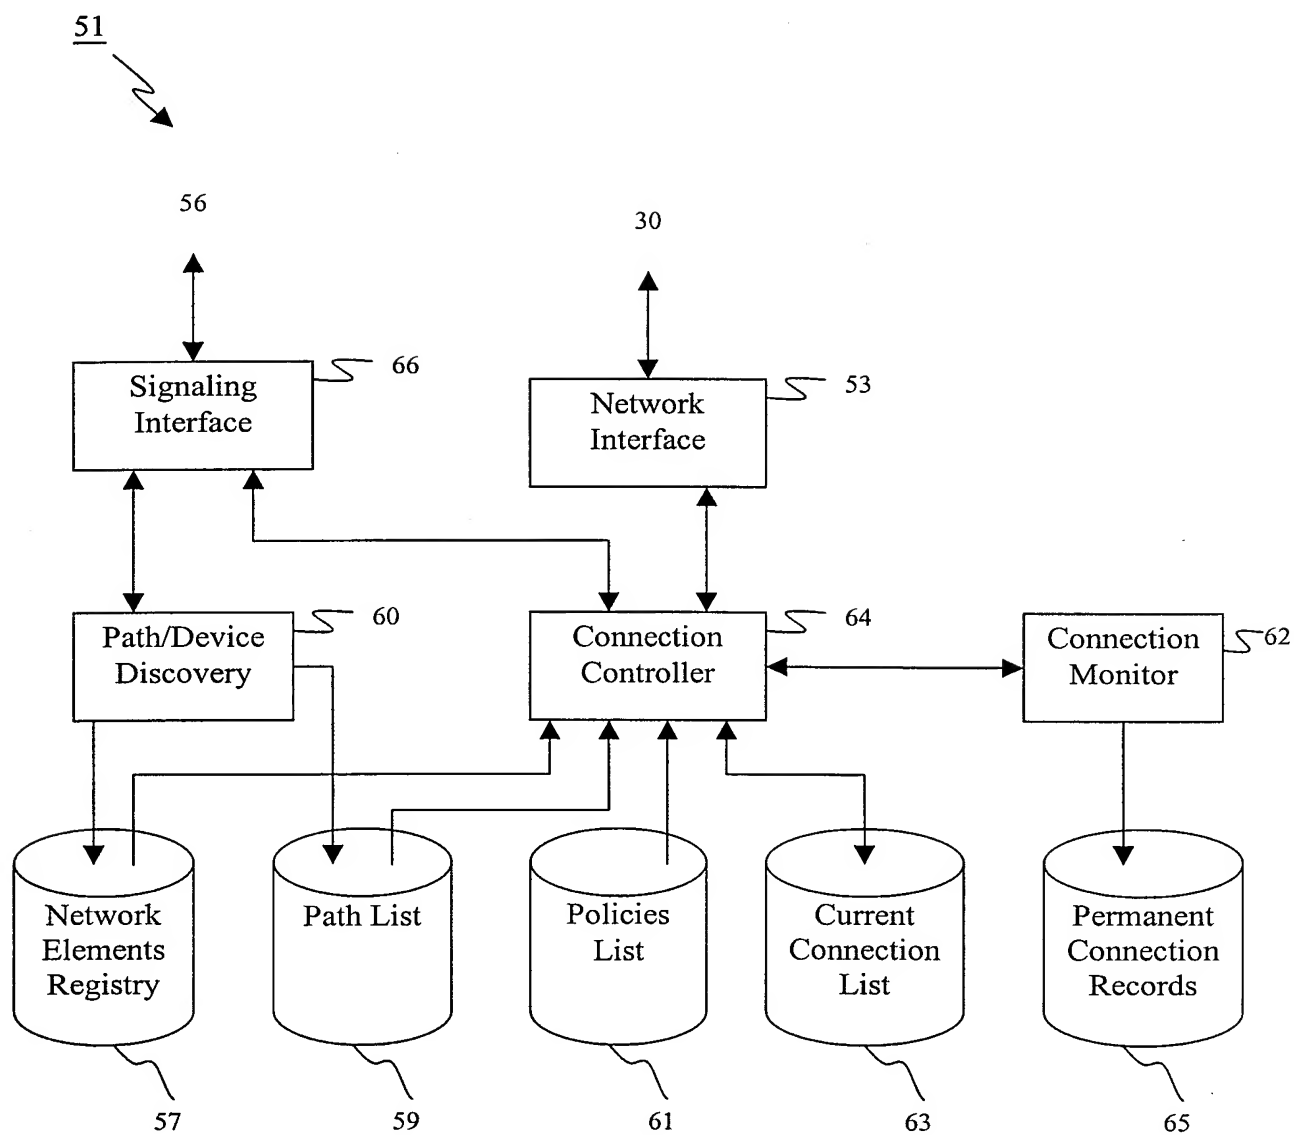 51
56
30
Signaling
Interface
66
Network
Interface
53
Path/Device
Discovery
60
Connection
Controller
64
Connection
Monitor
62
Network
Elements
Registry
Path List
Policies
List
Current
Connection
List
Permanent
Connection
Records
57
59
61
63
65